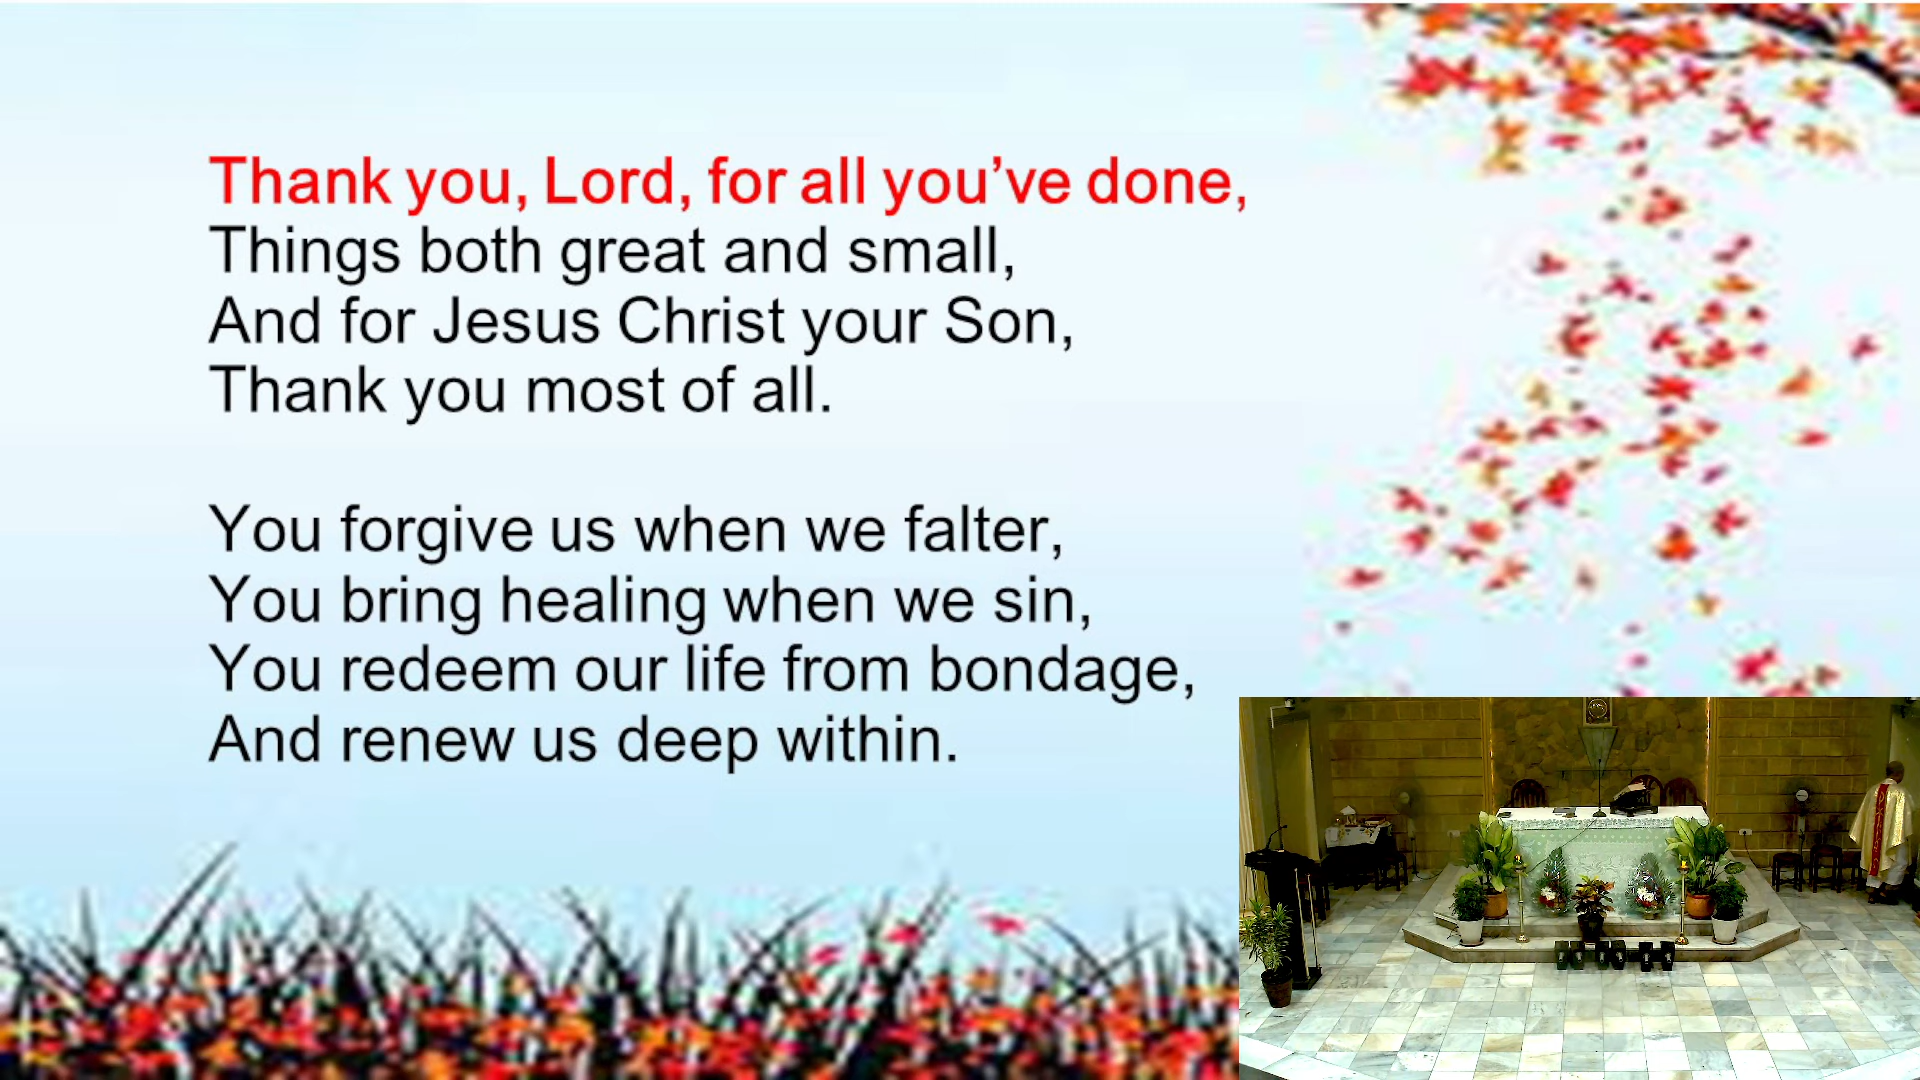 Thank you, Lord, for all you’ve done,
Things both great and small,
And for Jesus Christ your Son,
Thank you most of all.
You forgive us when we falter,
You bring healing when we sin,
You redeem our life from bondage,
And renew us deep within.